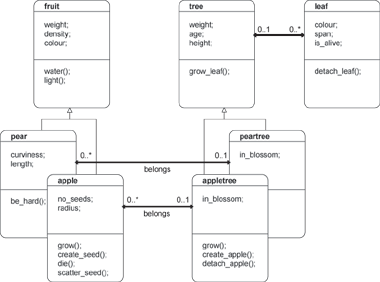 fruit
weight;
density;
colour;
water();
light();
tree
weight;
age;
height;
grow_leaf();
0..1
0..*
leaf
colour;
span;
is_alive;
detach_leaf();
pear
curviness;
length;
be_hard();
0..*
0..1
belongs
peartree
in_blossom;
apple
no_seeds;
radius;
grow();
create_seed();
die();
scatter_seed();
0..*
0..1
belongs
appletree
in_blossom;
grow();
create_apple();
detach_apple();